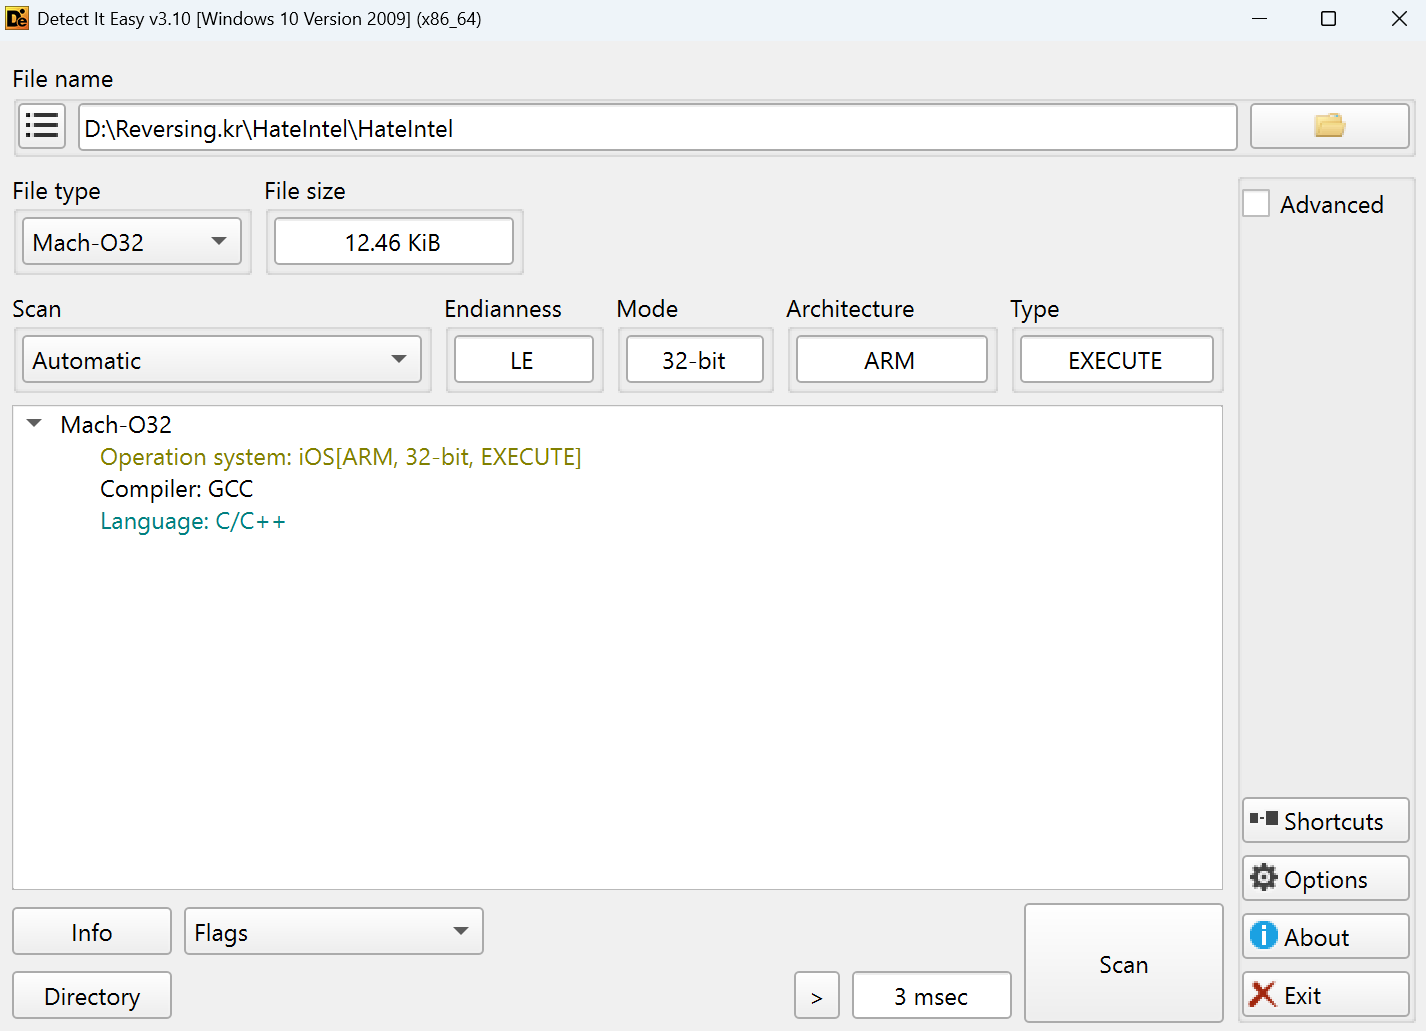 Detect It Easy v3.10 [Windows 10 Version 2009] (x86_64)
File name
D:\Reversing.kr\HateIntel\HateIntel
File type
File size
Advanced
Mach-O32
12.46 KiB
Scan
Endianness
Mode
Architecture
Type
Automatic
LE
32-bit
ARM
EXECUTE
Mach-O32
Operation system: iOS[ARM, 32-bit, EXECUTE]
Compiler: GCC
Language: C/C++
Shortcuts
Options
About
Exit
Info
Flags
Scan
Directory
>
3 msec